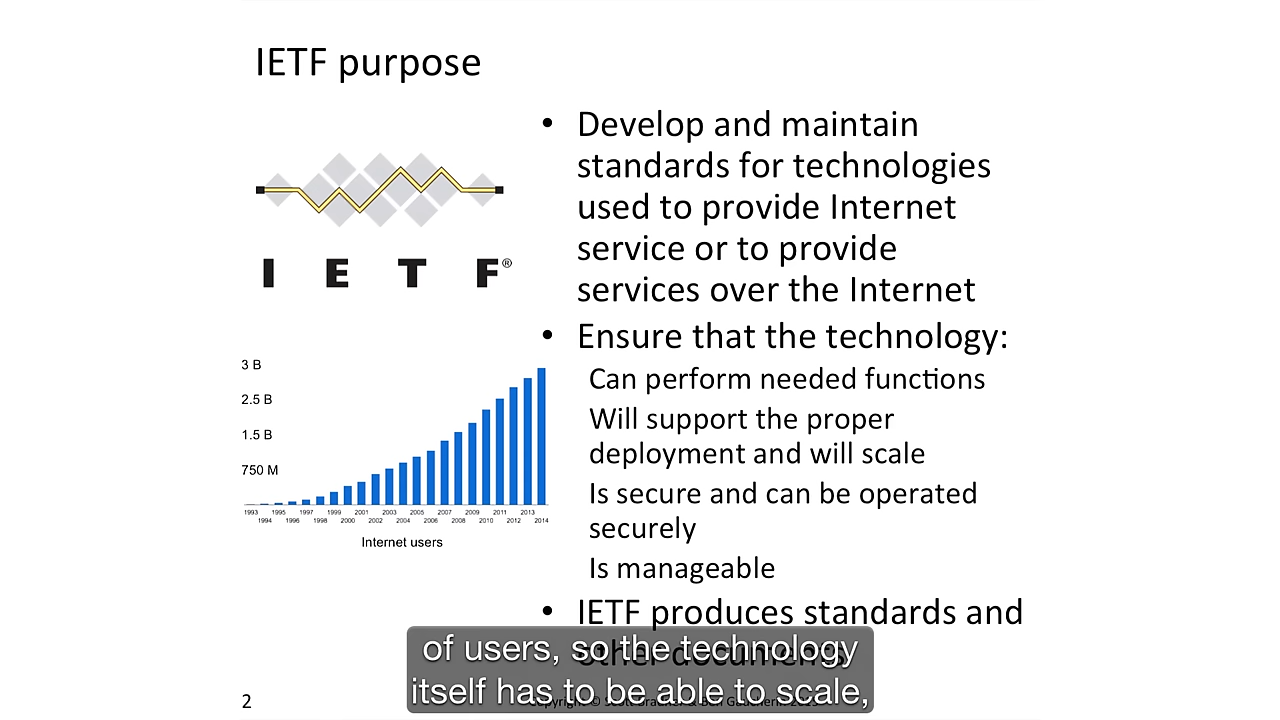 IETF purpose
I E T F®
• Develop and maintain
standards for technologies
used to provide Internet
service or to provide
services over the Internet
• Ensure that the technology:
Can perform needed functions
Will support the proper
deployment and will scale
Is secure and can be operated
securely
Is manageable
• IETF produces standards and
other documents
3 B
2.5 B
1.5 B
750 M
1993 1995 1997 1999 2001 2003 2005 2007 2009 2011 2013
1994 1996 1998 2000 2002 2004 2006 2008 2010 2012 2014
Internet users
of users, so the technology
itself has to be able to scale,
2
Copyright ©